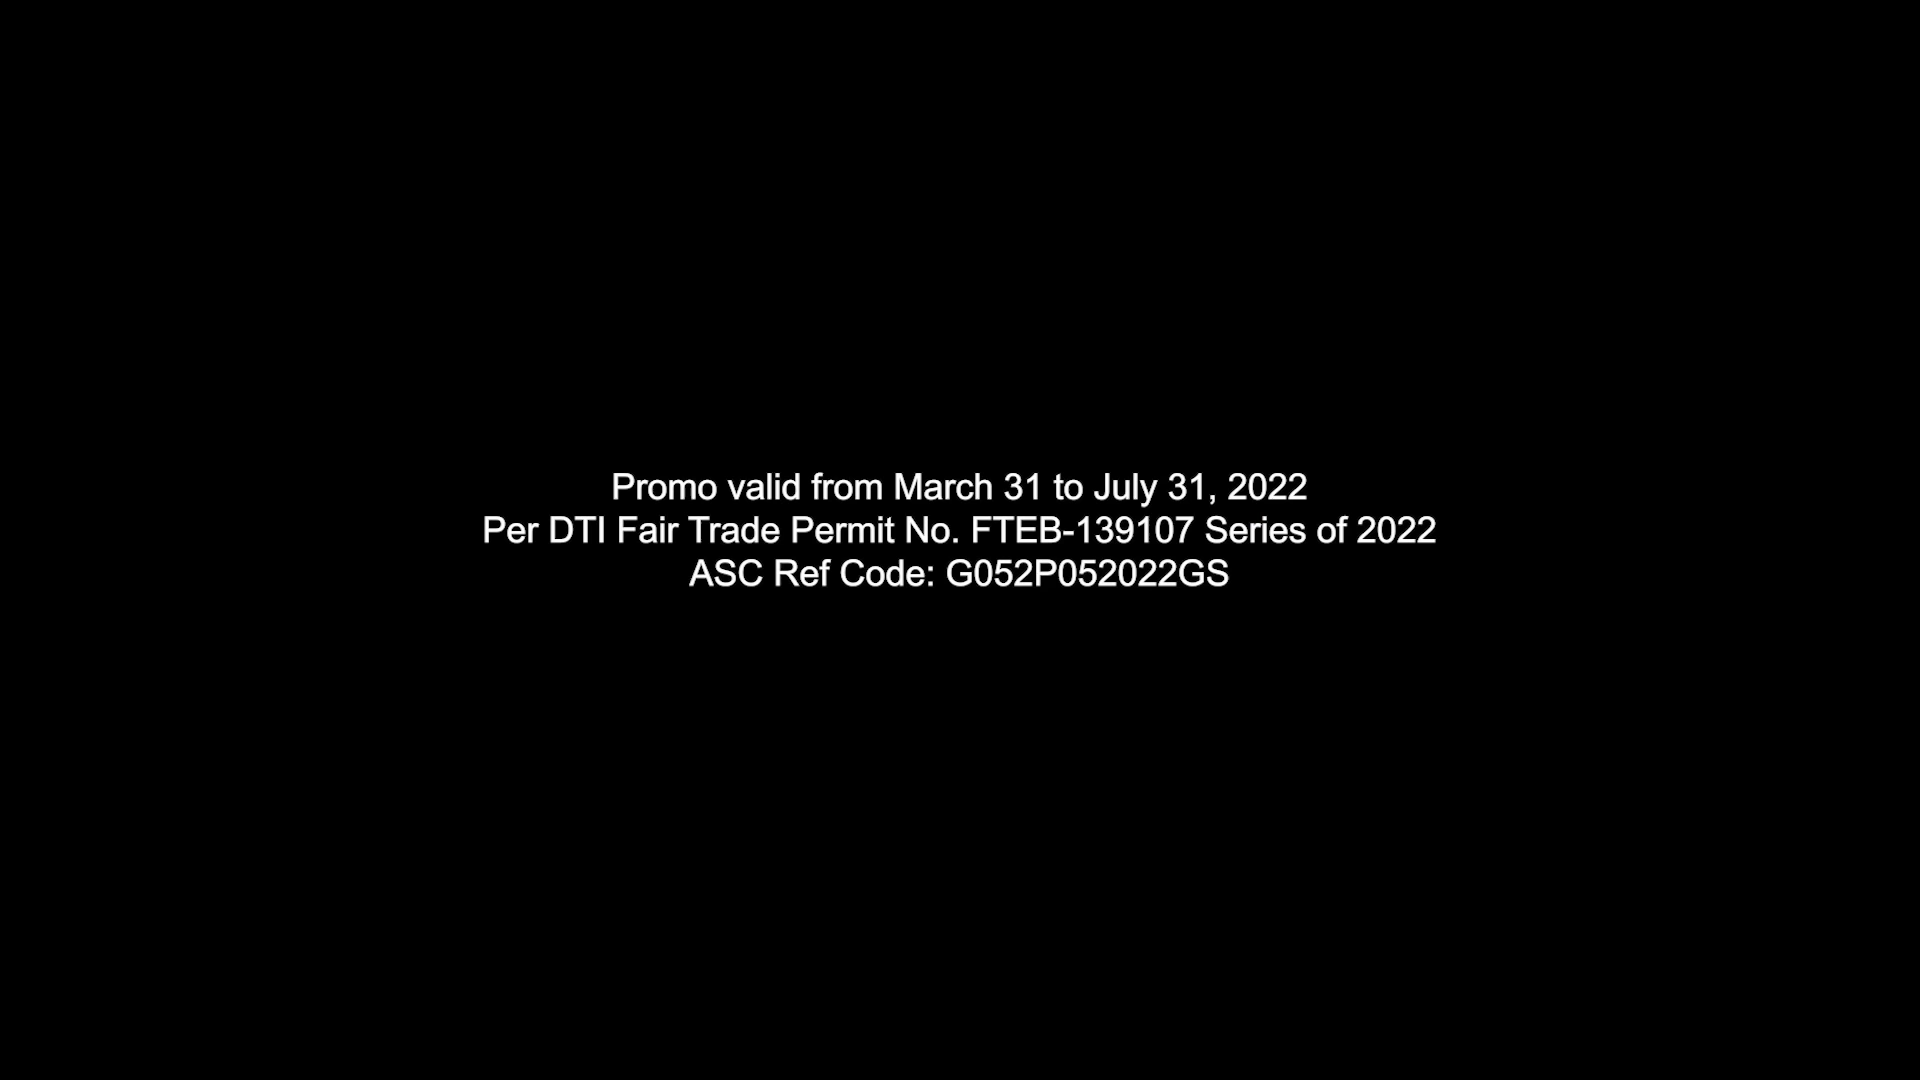 Promo valid from March 31 to July 31, 2022
Per DTI Fair Trade Permit No. FTEB-139107 Series of 2022
ASC Ref Code: G052P052022GS